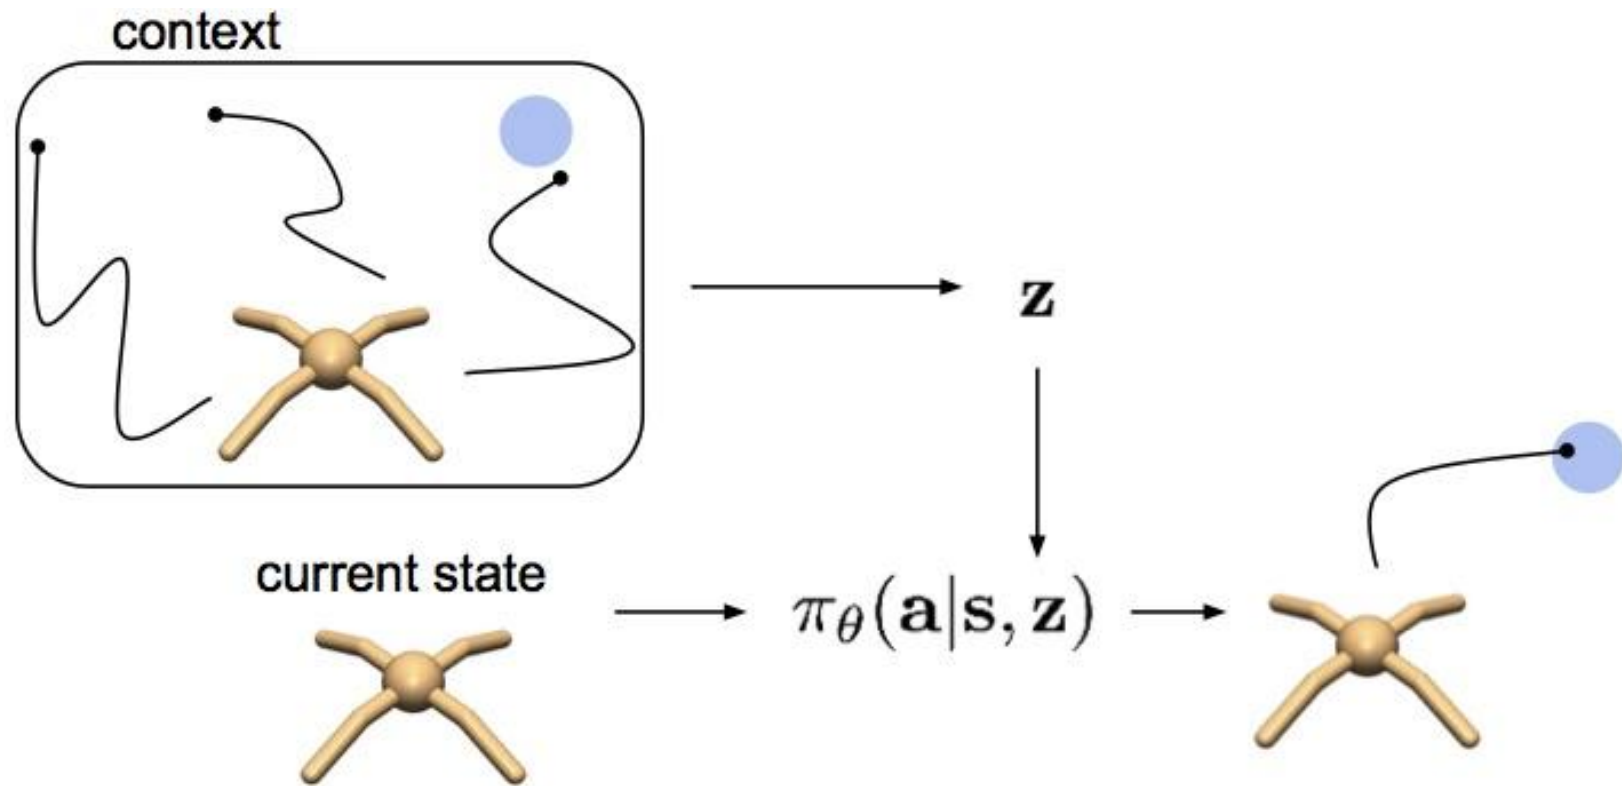 context
z
current state
π_θ(a|s, z)